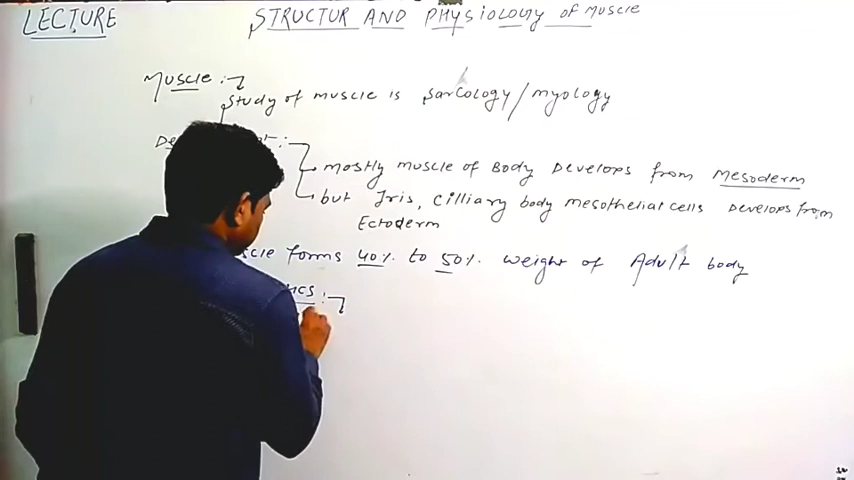 LECTURE
STRUCTUR AND Physiology of Muscle
Muscle :-
Study of muscle is sarcology/myology
mostly muscle of Body Develops from Mesoderm
but Iris, cilliary body mesothelial cells Develops from
Ectoderm
forms 40% to 50% weight of Adult body